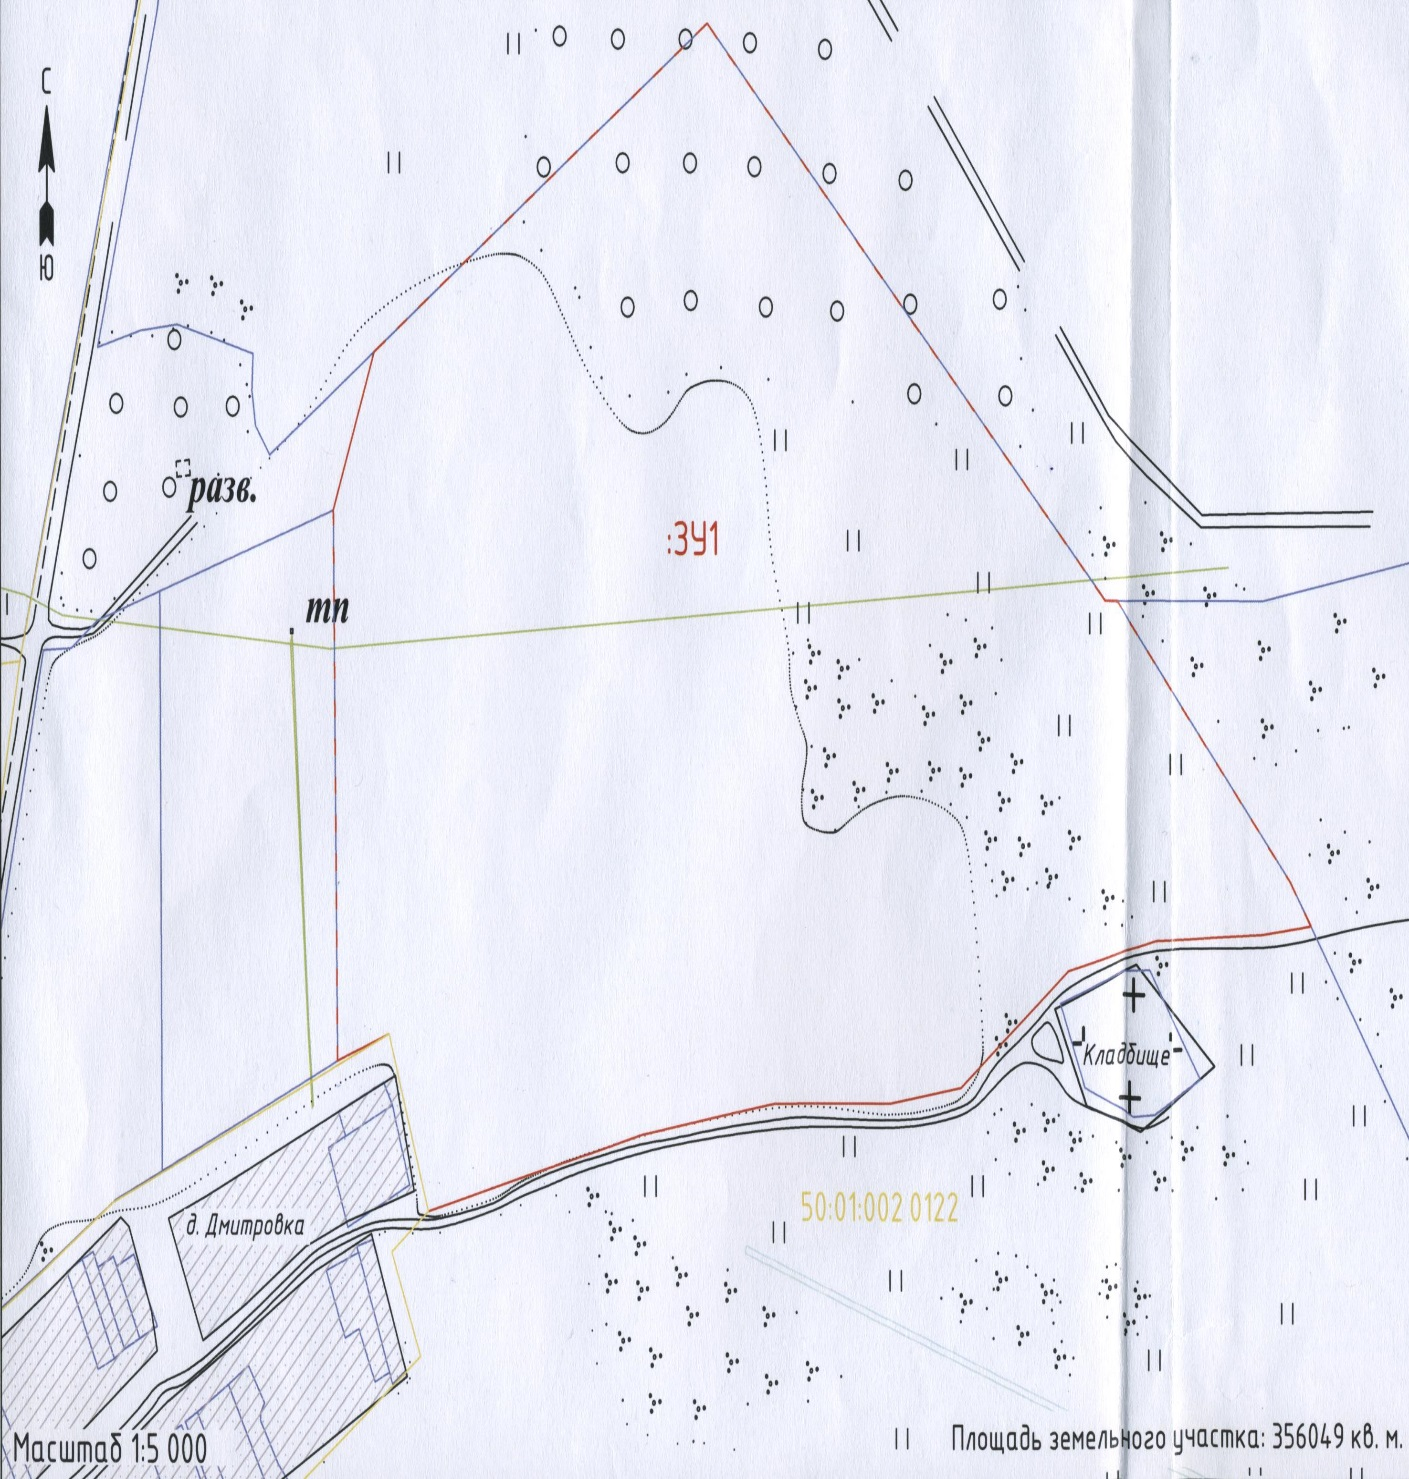 С
Ю
разв.
:ЗУ1
тп
Кладбище
50:01:002 0122
д. Дмитровка
Масштаб 1:5 000
Площадь земельного участка: 356049 кв. м.